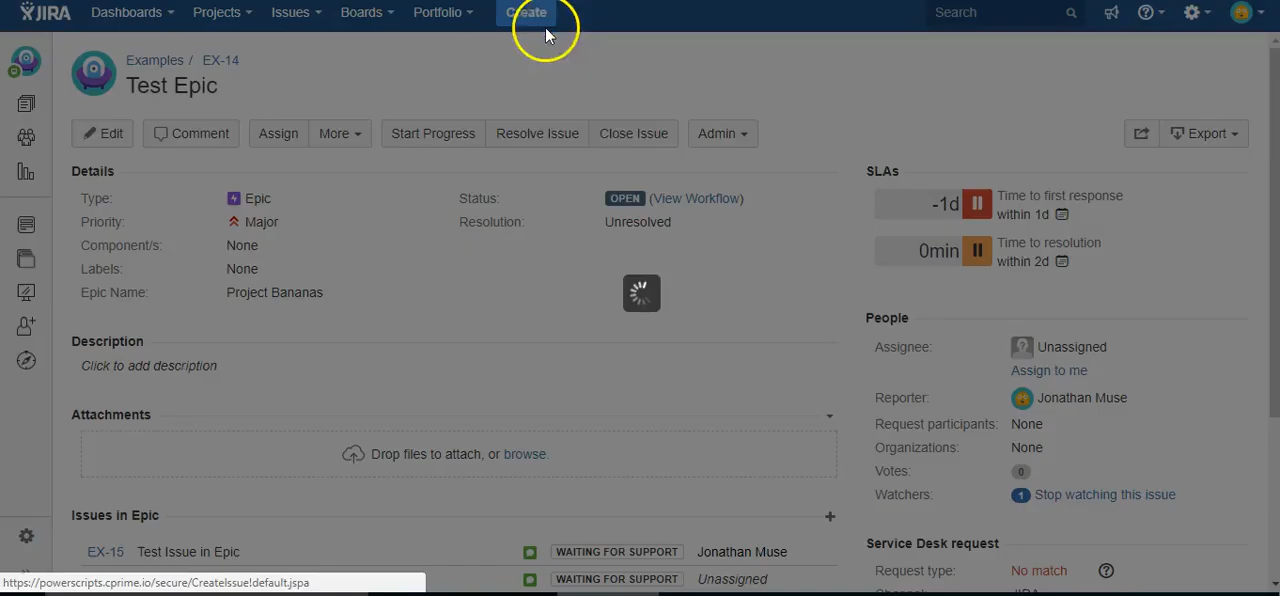 JIRA Dashboards Projects Issues Boards Portfolio Create Search
Examples / EX-14
Test Epic
Edit Comment Assign More Start Progress Resolve Issue Close Issue Admin Export
Details
Type: Epic
Status: OPEN (View Workflow)
Priority: Major
Resolution: Unresolved
Component/s: None
Labels: None
Epic Name: Project Bananas
Description
Click to add description
Attachments
Drop files to attach, or browse.
Issues in Epic
EX-15 Test Issue in Epic WAITING FOR SUPPORT Jonathan Muse
WAITING FOR SUPPORT Unassigned
https://powerscripts.cprime.io/secure/CreateIssue!default.jspa
SLAs
-1d Time to first response
within 1d
0min Time to resolution
within 2d
People
Assignee: Unassigned
Assign to me
Reporter: Jonathan Muse
Request participants: None
Organizations: None
Votes: 0
Watchers: 1 Stop watching this issue
Service Desk request
Request type: No match